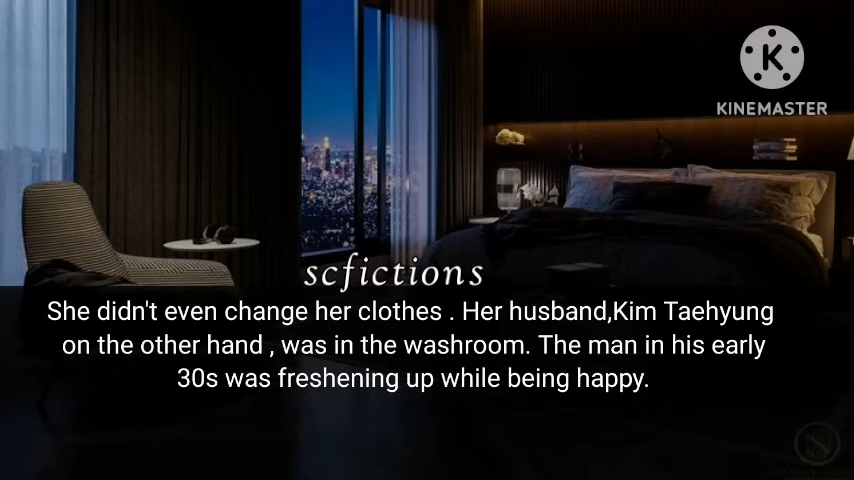 KINEMASTER
scfictions
She didn't even change her clothes . Her husband,Kim Taehyung
on the other hand , was in the washroom. The man in his early
30s was freshening up while being happy.